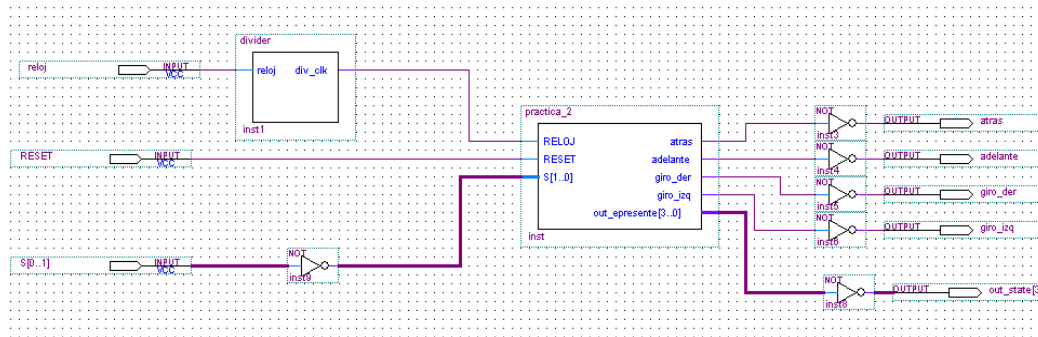 divider
reloj
INPUT
VCC
reloj div_clk
inst1
practica_2
RESET
INPUT
VCC
RELOJ atras
RESET adelante
S[1..0] giro_der
giro_izq
out_epresente[3..0]
inst
NOT
inst3
OUTPUT
atras
NOT
inst4
OUTPUT
adelante
NOT
inst5
OUTPUT
giro_der
NOT
inst6
OUTPUT
giro_izq
S[0..1]
INPUT
VCC
NOT
inst9
NOT
inst8
OUTPUT
out_state[3